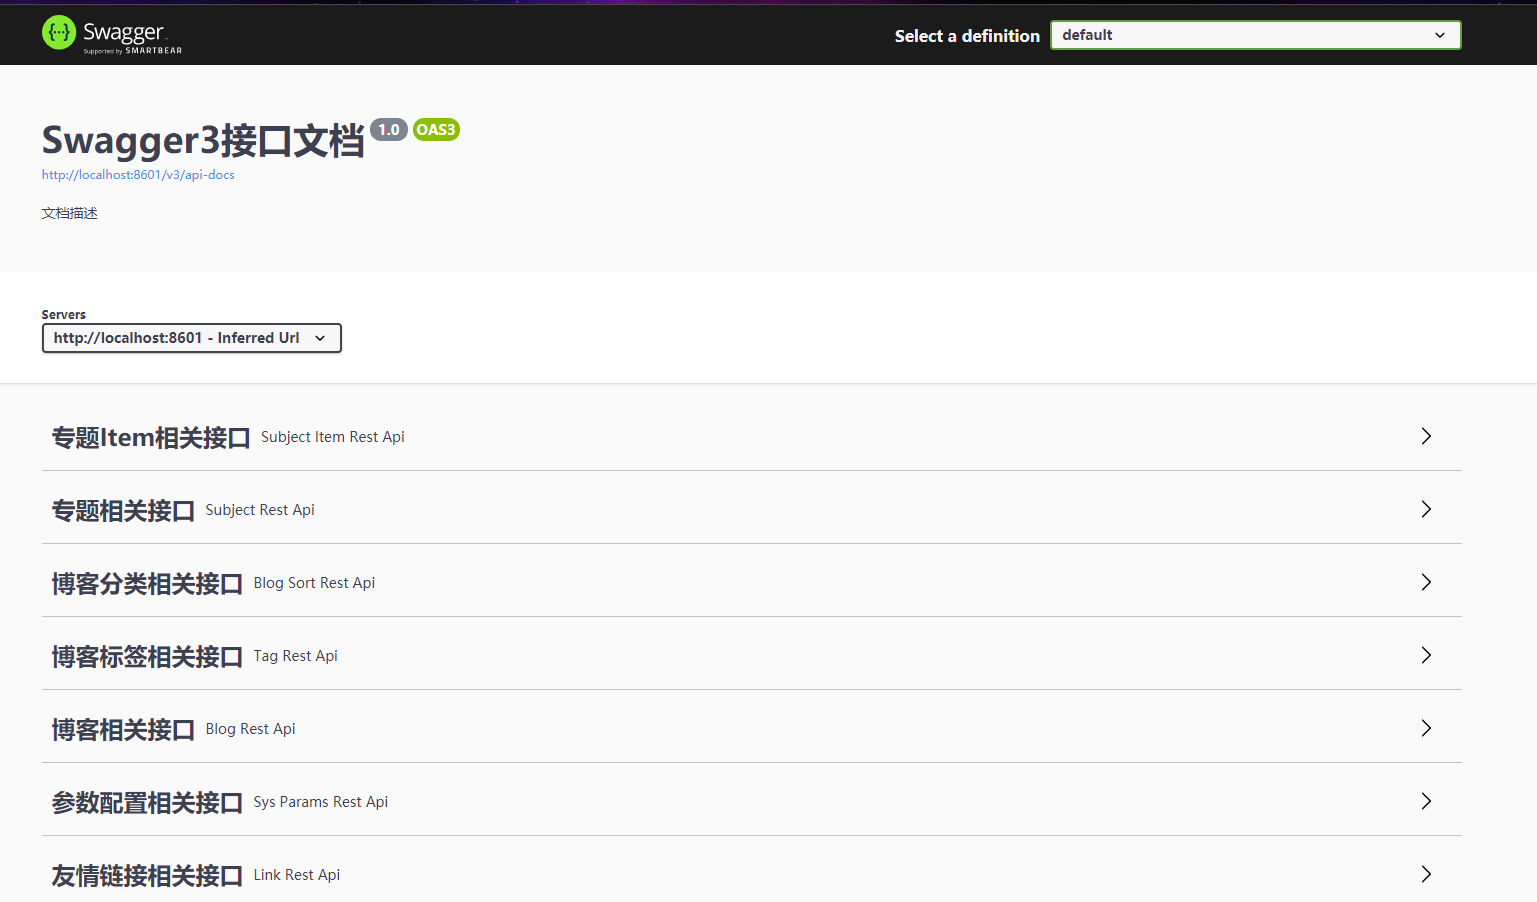 Swagger
Supported by SMARTBEAR
Select a definition
default
Swagger3接口文档 1.0 OAS3
http://localhost:8601/v3/api-docs
文档描述
Servers
http://localhost:8601 - Inferred Url
专题Item相关接口 Subject Item Rest Api
专题相关接口 Subject Rest Api
博客分类相关接口 Blog Sort Rest Api
博客标签相关接口 Tag Rest Api
博客相关接口 Blog Rest Api
参数配置相关接口 Sys Params Rest Api
友情链接相关接口 Link Rest Api